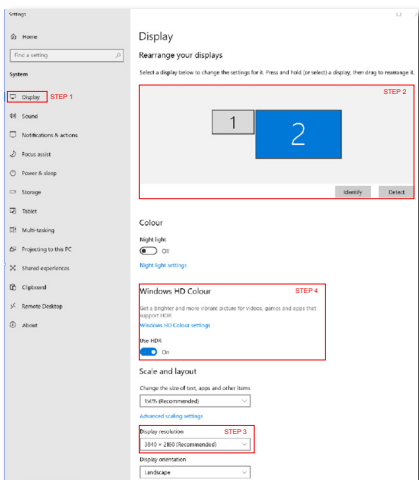 Settings
Home
Find a setting
System
Display STEP 1
Sound
Notifications & actions
Focus assist
Power & sleep
Storage
Tablet
Multi-tasking
Projecting to this PC
Shared experiences
Clipboard
Remote Desktop
About
Display
Rearrange your displays
Select a display below to change the settings for it. Press and hold (or select) a display, then drag to rearrange it.
STEP 2
1
2
Identify Detect
Colour
Night light
Off
Night light settings
Windows HD Colour STEP 4
Get a brighter and more vibrant picture for videos, games and apps that
support HDR
Windows HD Colour settings
Use HDR
On
Scale and layout
Change the size of text, apps and other items
(Recommended)
Advanced scaling settings
Display resolution STEP 3
3840 × 2160 (Recommended)
Display orientation
Landscape